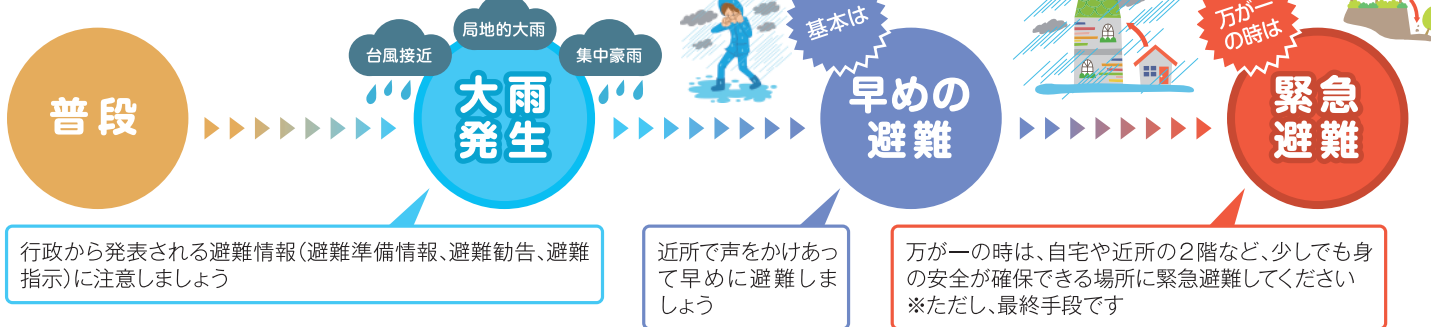 普段
台風接近
局地的大雨
集中豪雨
大雨
発生
基本は
早めの
避難
万が一
の時は
緊急
避難
行政から発表される避難情報（避難準備情報、避難勧告、避難
指示）に注意しましょう
近所で声をかけあっ
て早めに避難しま
しょう
万が一の時は、自宅や近所の２階など、少しでも身
の安全が確保できる場所に緊急避難してください
※ただし、最終手段です